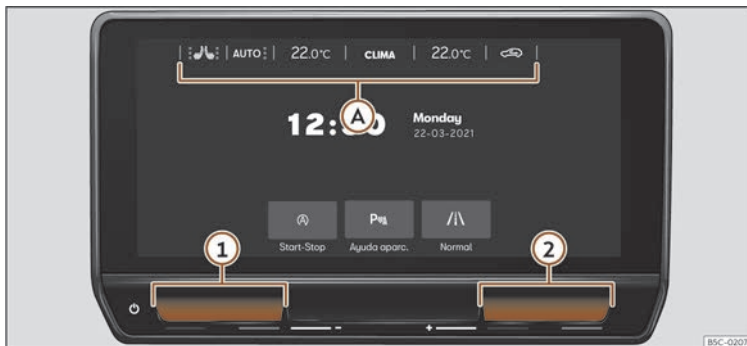 AUTO 22.0°C CLIMA 22.0°C
A
Monday
22-03-2021
P
Start-Stop Ayuda aparc. Normal
1 2
- +
B5C-0207